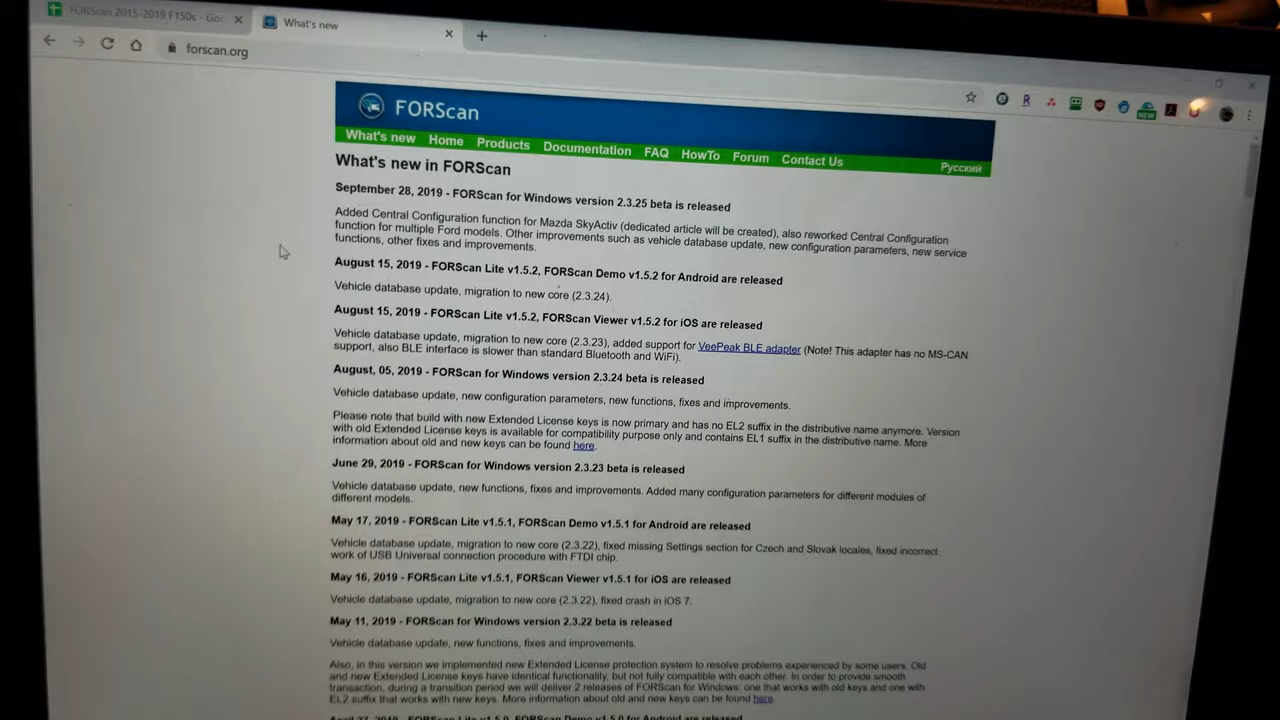 FORScan 2015-2019 F150s - Goo
What's new
forscan.org
NEW
FORScan
What's new Home Products Documentation FAQ HowTo Forum Contact Us Русский
What's new in FORScan
September 28, 2019 - FORScan for Windows version 2.3.25 beta is released
Added Central Configuration function for Mazda SkyActiv (dedicated article will be created), also reworked Central Configuration
function for multiple Ford models. Other improvements such as vehicle database update, new configuration parameters, new service
functions, other fixes and improvements.
August 15, 2019 - FORScan Lite v1.5.2, FORScan Demo v1.5.2 for Android are released
Vehicle database update, migration to new core (2.3.24).
August 15, 2019 - FORScan Lite v1.5.2, FORScan Viewer v1.5.2 for iOS are released
Vehicle database update, migration to new core (2.3.23), added support for VeePeak BLE adapter (Note! This adapter has no MS-CAN
support, also BLE interface is slower than standard Bluetooth and WiFi).
August, 05, 2019 - FORScan for Windows version 2.3.24 beta is released
Vehicle database update, new configuration parameters, new functions, fixes and improvements.
Please note that build with new Extended License keys is now primary and has no EL2 suffix in the distributive name anymore. Version
with old Extended License keys is available for compatibility purpose only and contains EL1 suffix in the distributive name. More
information about old and new keys can be found here.
June 29, 2019 - FORScan for Windows version 2.3.23 beta is released
Vehicle database update, new functions, fixes and improvements. Added many configuration parameters for different modules of
different models.
May 17, 2019 - FORScan Lite v1.5.1, FORScan Demo v1.5.1 for Android are released
Vehicle database update, migration to new core (2.3.22), fixed missing Settings section for Czech and Slovak locales, fixed incorrect
work of USB Universal connection procedure with FTDI chip.
May 16, 2019 - FORScan Lite v1.5.1, FORScan Viewer v1.5.1 for iOS are released
Vehicle database update, migration to new core (2.3.22), fixed crash in iOS 7.
May 11, 2019 - FORScan for Windows version 2.3.22 beta is released
Vehicle database update, new functions, fixes and improvements.
Also, in this version we implemented new Extended License protection system to resolve problems experienced by some users. Old
and new Extended License keys have identical functionality, but not fully compatible with each other. In order to provide smooth
transaction, during a transition period we will deliver 2 releases of FORScan for Windows: one that works with old keys and one with
EL2 suffix that works with new keys. More information about old and new keys can be found here.
April 27, 2019 - FORScan Lite v1.5.0, FORScan Demo v1.5.0 for Android are released